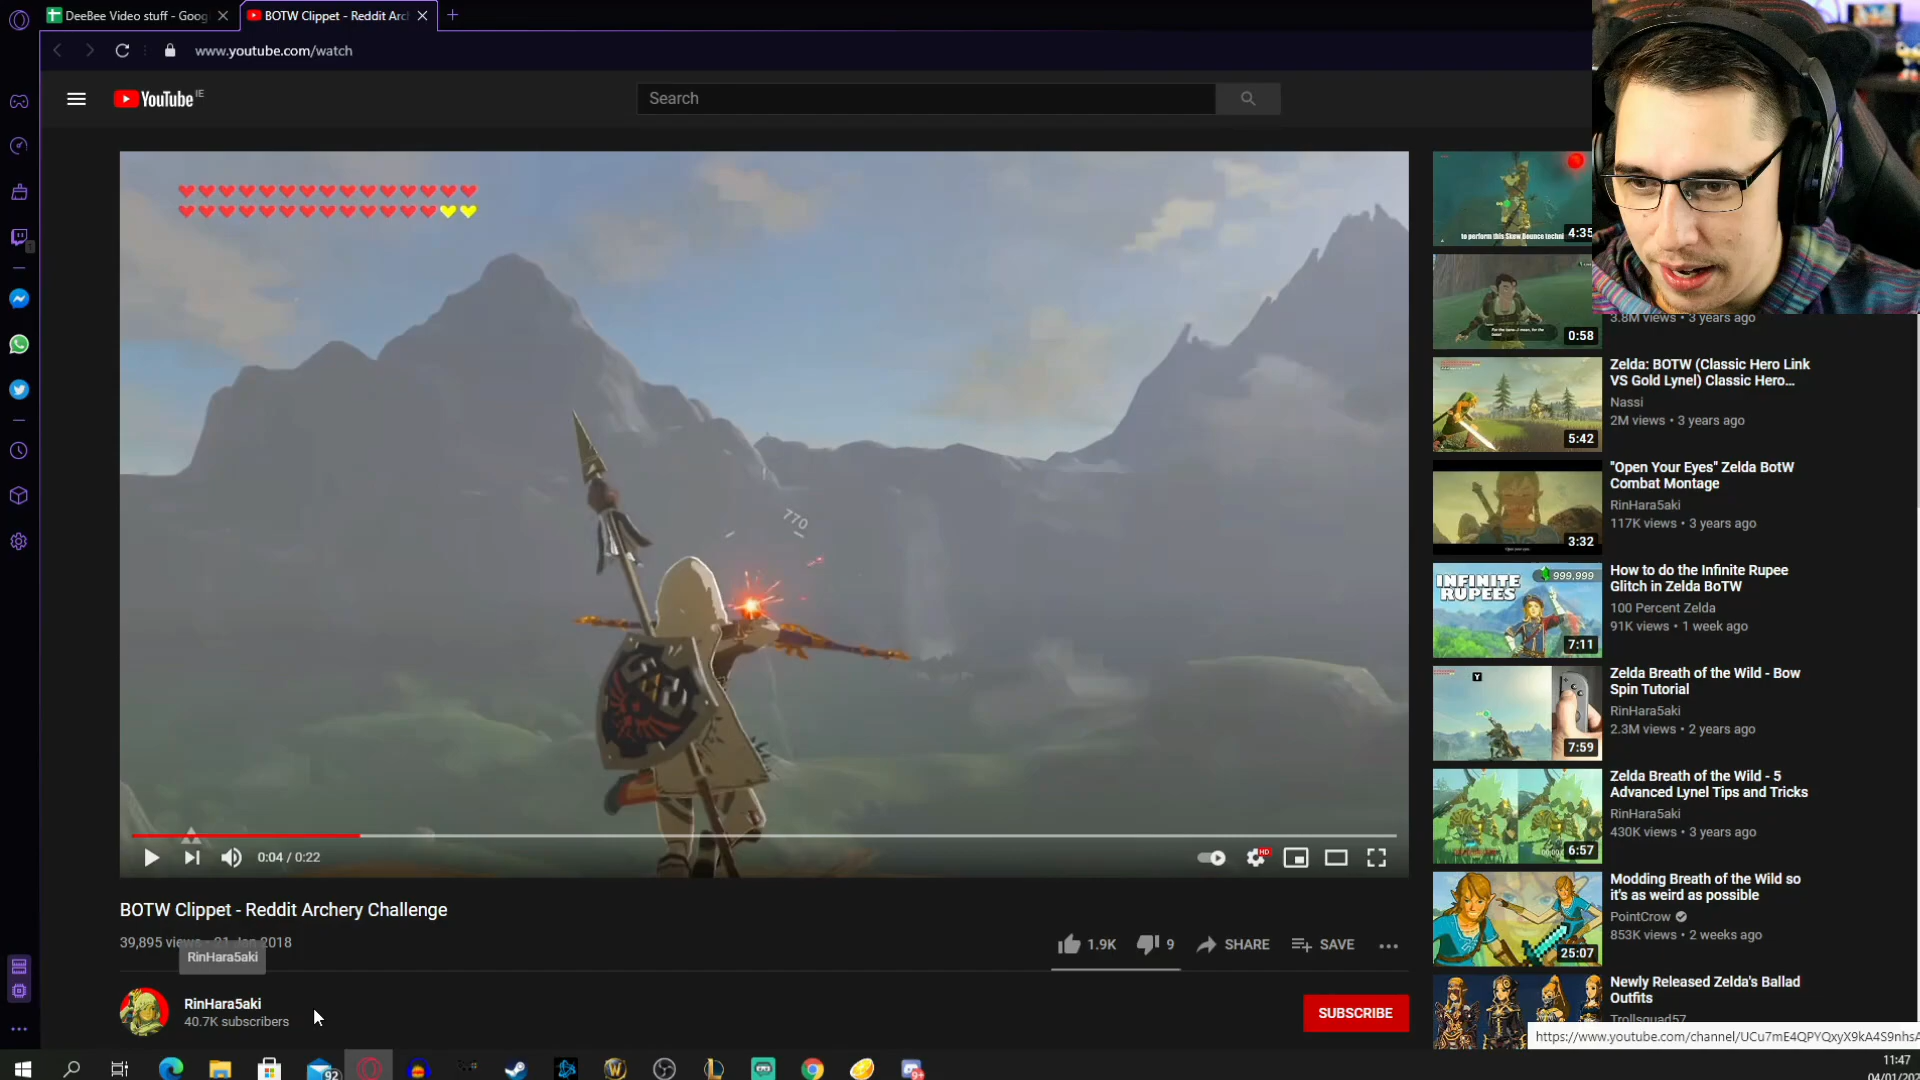 DeeBee Video stuff - Goog
BOTW Clippet - Reddit Arc
www.youtube.com/watch
YouTube IE
Search
770
0:04 / 0:22
HD
BOTW Clippet - Reddit Archery Challenge
39,895 views • 21 Jan 2018
RinHara5aki
1.9K
9
SHARE
SAVE
RinHara5aki
40.7K subscribers
SUBSCRIBE
4:35
0:58
3.8M views • 3 years ago
Zelda: BOTW (Classic Hero Link
VS Gold Lynel) Classic Hero...
Nassi
2M views • 3 years ago
5:42
"Open Your Eyes" Zelda BotW
Combat Montage
RinHara5aki
117K views • 3 years ago
3:32
INFINITE
RUPEES
999,999
7:11
How to do the Infinite Rupee
Glitch in Zelda BoTW
100 Percent Zelda
91K views • 1 week ago
Y
7:59
Zelda Breath of the Wild - Bow
Spin Tutorial
RinHara5aki
2.3M views • 2 years ago
6:57
Zelda Breath of the Wild - 5
Advanced Lynel Tips and Tricks
RinHara5aki
430K views • 3 years ago
25:07
Modding Breath of the Wild so
it's as weird as possible
PointCrow
853K views • 2 weeks ago
Newly Released Zelda's Ballad
Outfits
Trollsquad57
https://www.youtube.com/channel/UCu7mE4QPYQxyX9kA4S9nhsA
92
9+
11:47